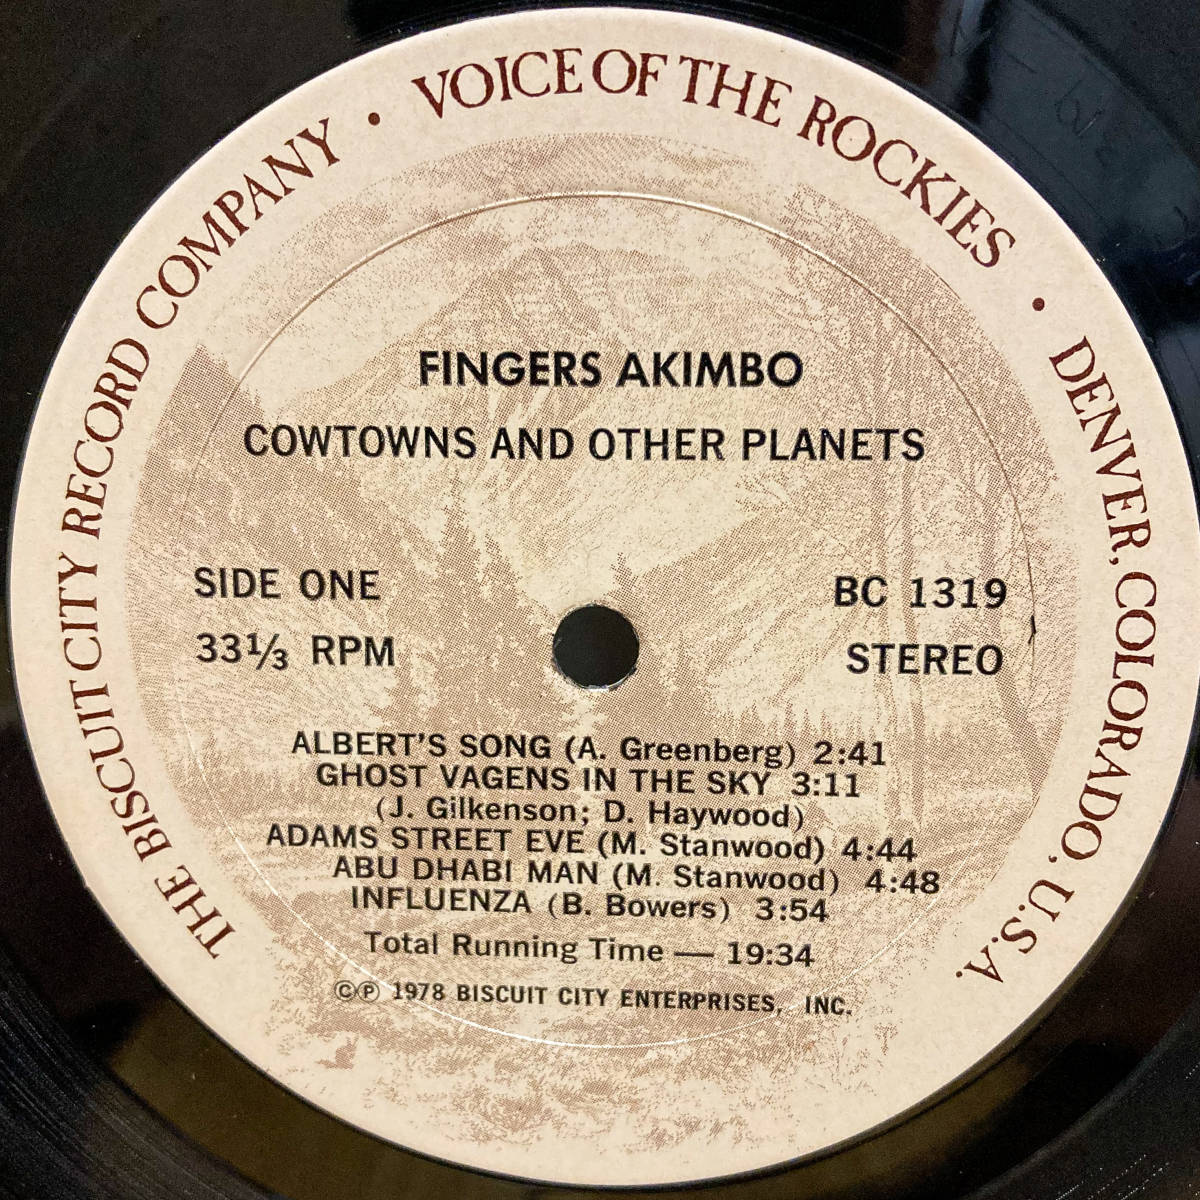 THE BISCUIT CITY RECORD COMPANY • VOICE OF THE ROCKIES • DENVER, COLORADO, U.S.A.
FINGERS AKIMBO
COWTOWNS AND OTHER PLANETS
SIDE ONE
33⅓ RPM
BC 1319
STEREO
ALBERT'S SONG (A. Greenberg) 2:41
GHOST VAGENS IN THE SKY 3:11
(J. Gilkenson; D. Haywood)
ADAMS STREET EVE (M. Stanwood) 4:44
ABU DHABI MAN (M. Stanwood) 4:48
INFLUENZA (B. Bowers) 3:54
Total Running Time — 19:34
©℗ 1978 BISCUIT CITY ENTERPRISES, INC.